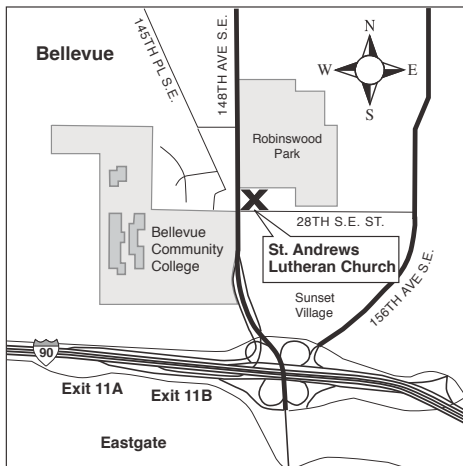 Bellevue
145TH PL S.E.
148TH AVE S.E.
N
W
E
S
Robinswood
Park
28TH S.E. ST.
St. Andrews
Lutheran Church
Bellevue
Community
College
Sunset
Village
156TH AVE S.E.
90
Exit 11A
Exit 11B
Eastgate